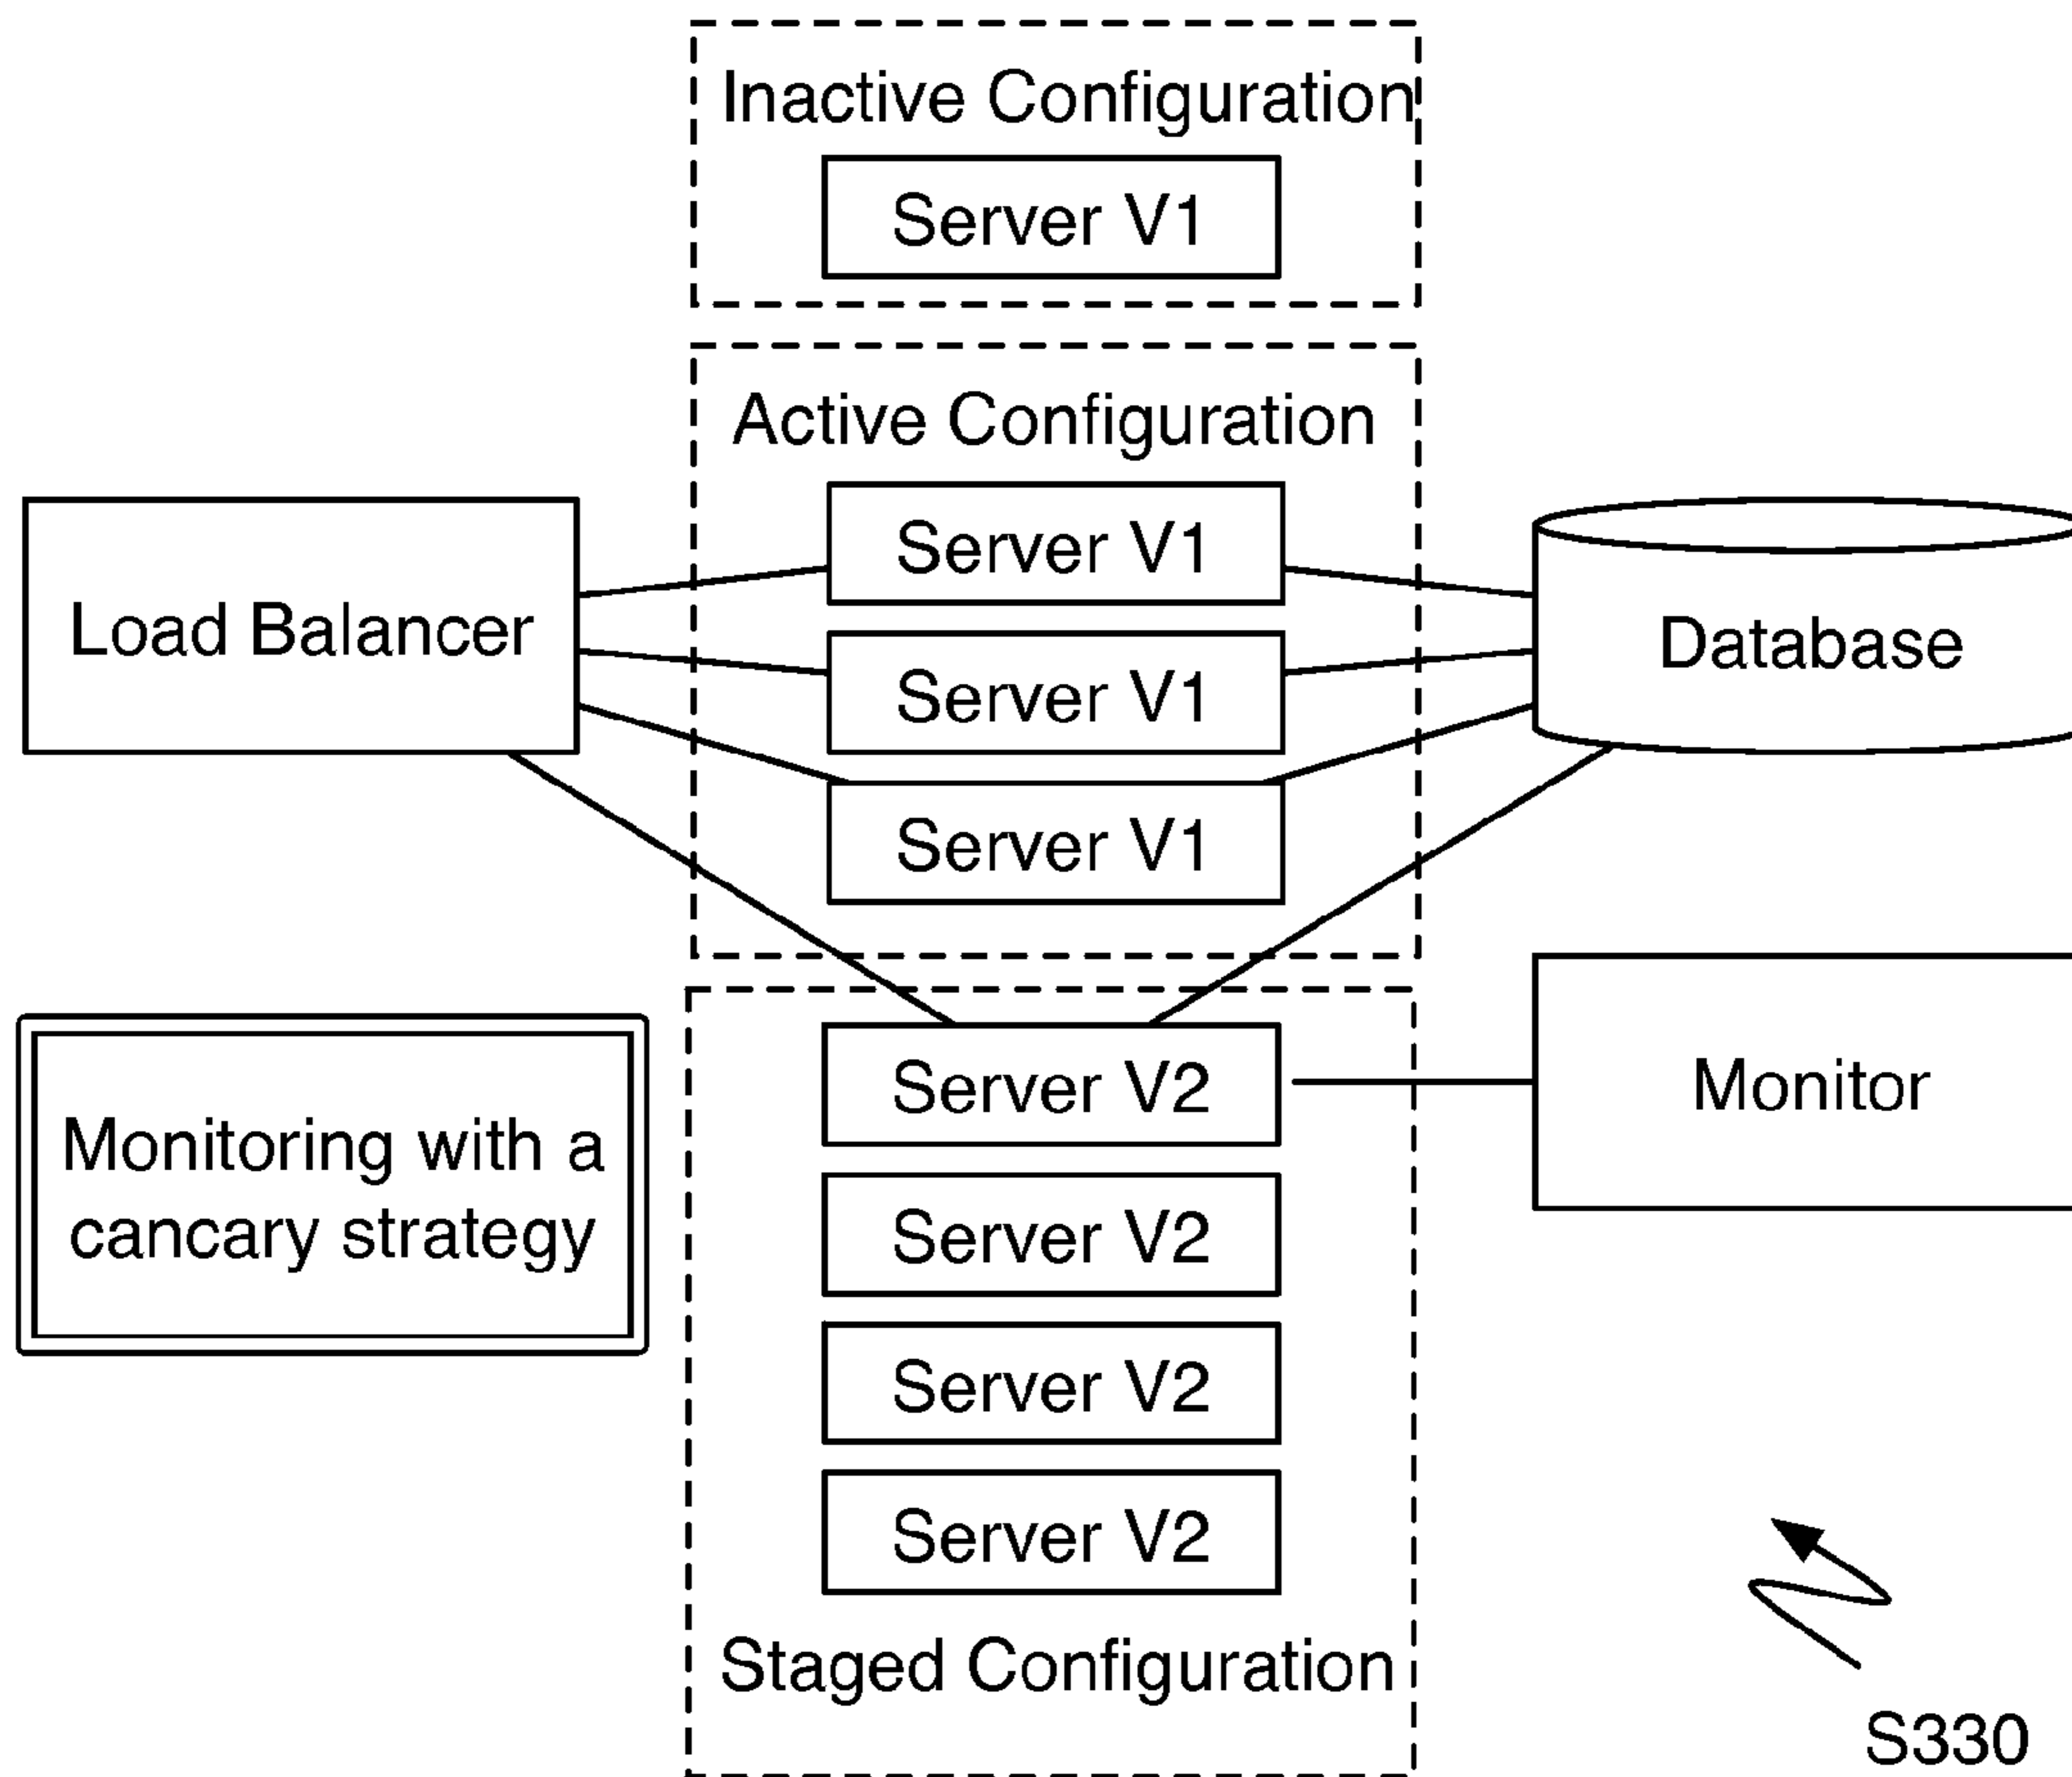 Inactive Configuration
Server V1
Active Configuration
Server V1
Load Balancer
Database
Server V1
Server V1
Server V2
Monitor
Monitoring with a
cancary strategy
Server V2
Server V2
Server V2
Staged Configuration
S330